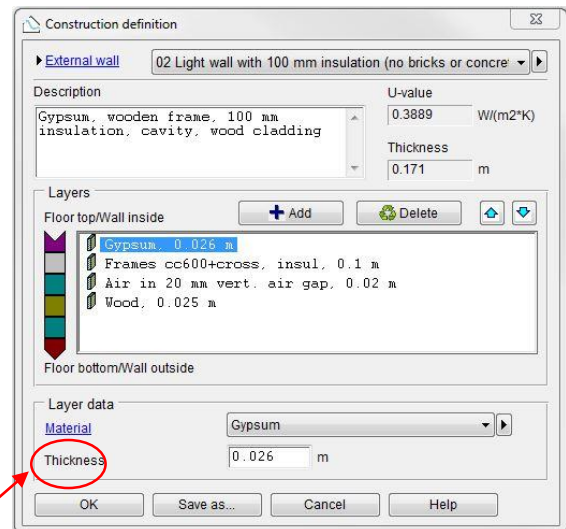 Construction definition
External wall
02 Light wall with 100 mm insulation (no bricks or concre
Description
U-value
Gypsum, wooden frame, 100 mm
insulation, cavity, wood cladding
0.3889 W/(m2*K)
Thickness
0.171 m
Layers
Floor top/Wall inside
Add
Delete
Gypsum, 0.026 m
Frames cc600+cross, insul, 0.1 m
Air in 20 mm vert. air gap, 0.02 m
Wood, 0.025 m
Floor bottom/Wall outside
Layer data
Material
Gypsum
Thickness
0.026 m
OK
Save as...
Cancel
Help